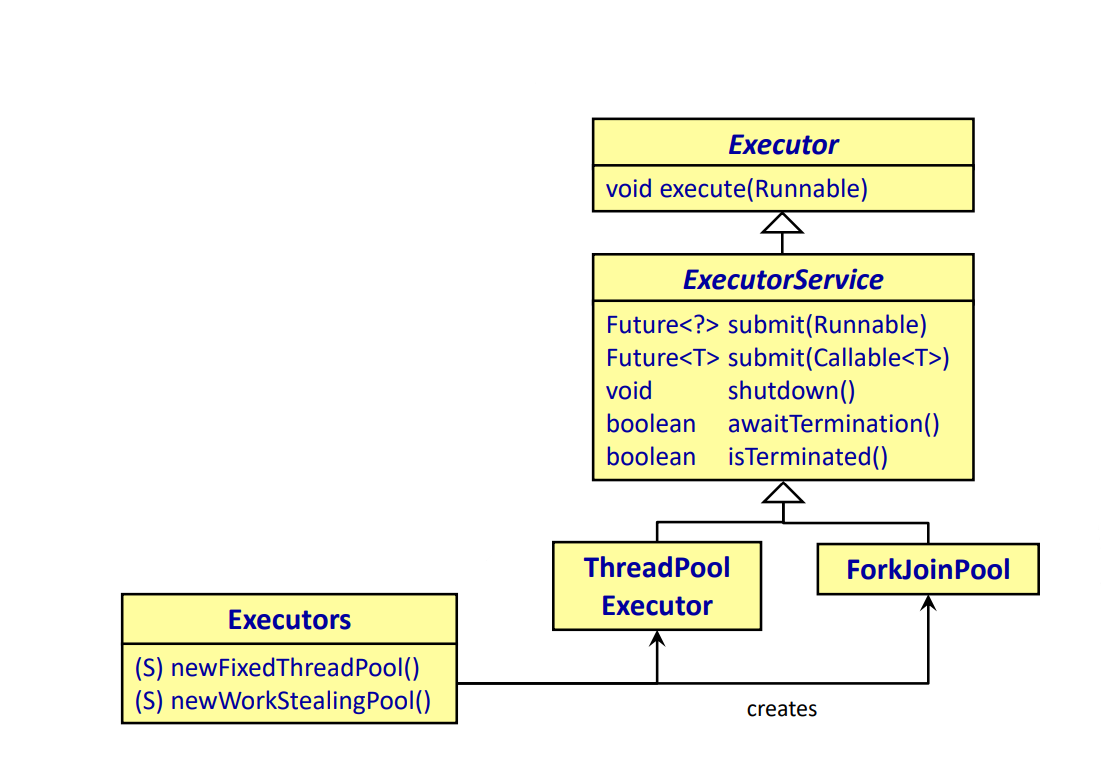 Executor
void execute(Runnable)
ExecutorService
Future<?> submit(Runnable)
Future<T> submit(Callable<T>)
void shutdown()
boolean awaitTermination()
boolean isTerminated()
ThreadPool
Executor
ForkJoinPool
Executors
(S) newFixedThreadPool()
(S) newWorkStealingPool()
creates